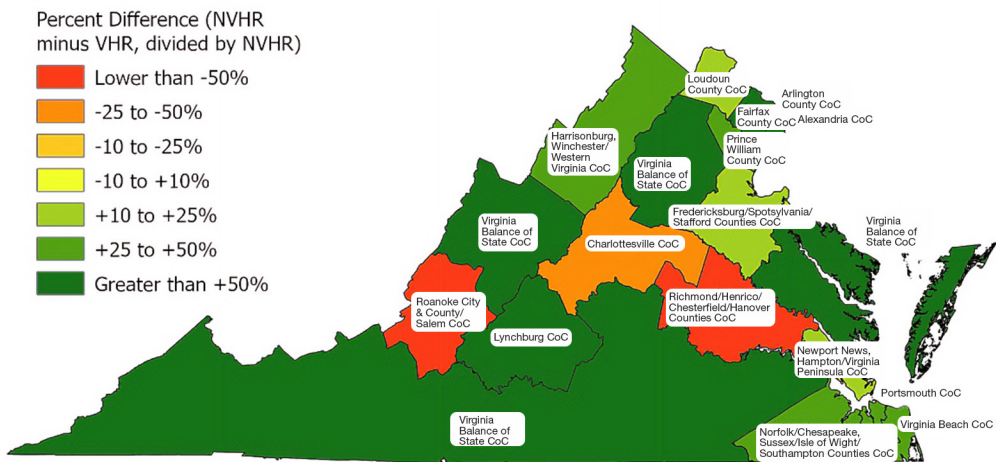 Percent Difference (NVHR
minus VHR, divided by NVHR)
Lower than -50%
-25 to -50%
-10 to -25%
-10 to +10%
+10 to +25%
+25 to +50%
Greater than +50%
Loudoun
County CoC
Arlington
County CoC
Fairfax
County CoC
Alexandria CoC
Prince
William
County CoC
Harrisonburg,
Winchester/
Western
Virginia CoC
Virginia
Balance of
State CoC
Virginia
Balance of
State CoC
Fredericksburg/Spotsylvania/
Stafford Counties CoC
Virginia
Balance of
State CoC
Charlottesville CoC
Roanoke City
& County/
Salem CoC
Richmond/Henrico/
Chesterfield/Hanover
Counties CoC
Lynchburg CoC
Newport News,
Hampton/Virginia
Peninsula CoC
Portsmouth CoC
Virginia
Balance of
State CoC
Norfolk/Chesapeake,
Sussex/Isle of Wight/
Southampton Counties CoC
Virginia Beach CoC